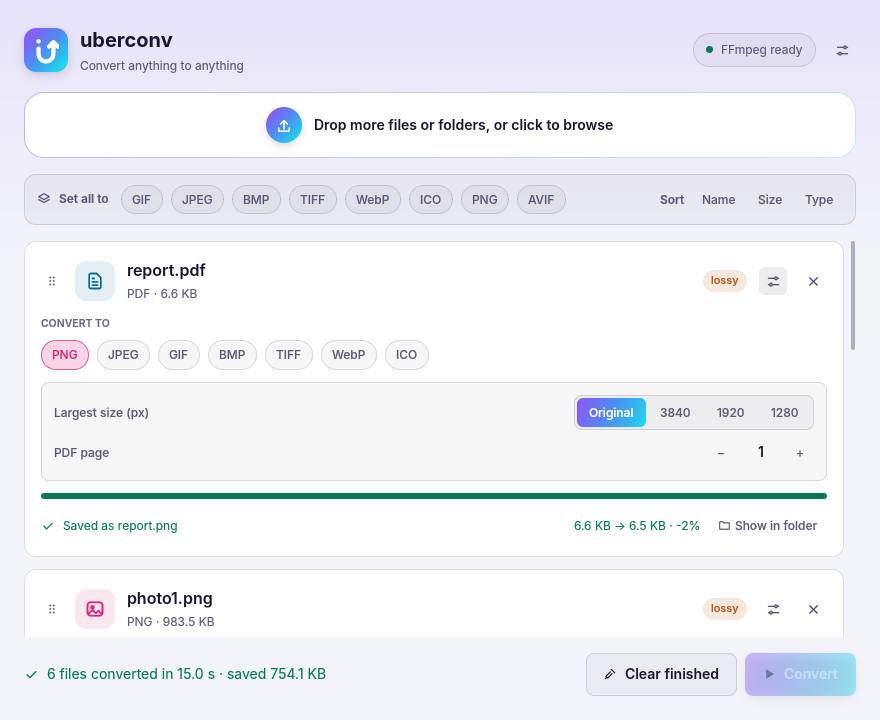 uberconv
Convert anything to anything
FFmpeg ready
Drop more files or folders, or click to browse
Set all to GIF JPEG BMP TIFF WebP ICO PNG AVIF Sort Name Size Type
report.pdf
PDF · 6.6 KB
lossy
CONVERT TO
PNG JPEG GIF BMP TIFF WebP ICO
Largest size (px) Original 3840 1920 1280
PDF page − 1 +
Saved as report.png 6.6 KB → 6.5 KB · -2% Show in folder
photo1.png
PNG · 983.5 KB
lossy
6 files converted in 15.0 s · saved 754.1 KB Clear finished Convert